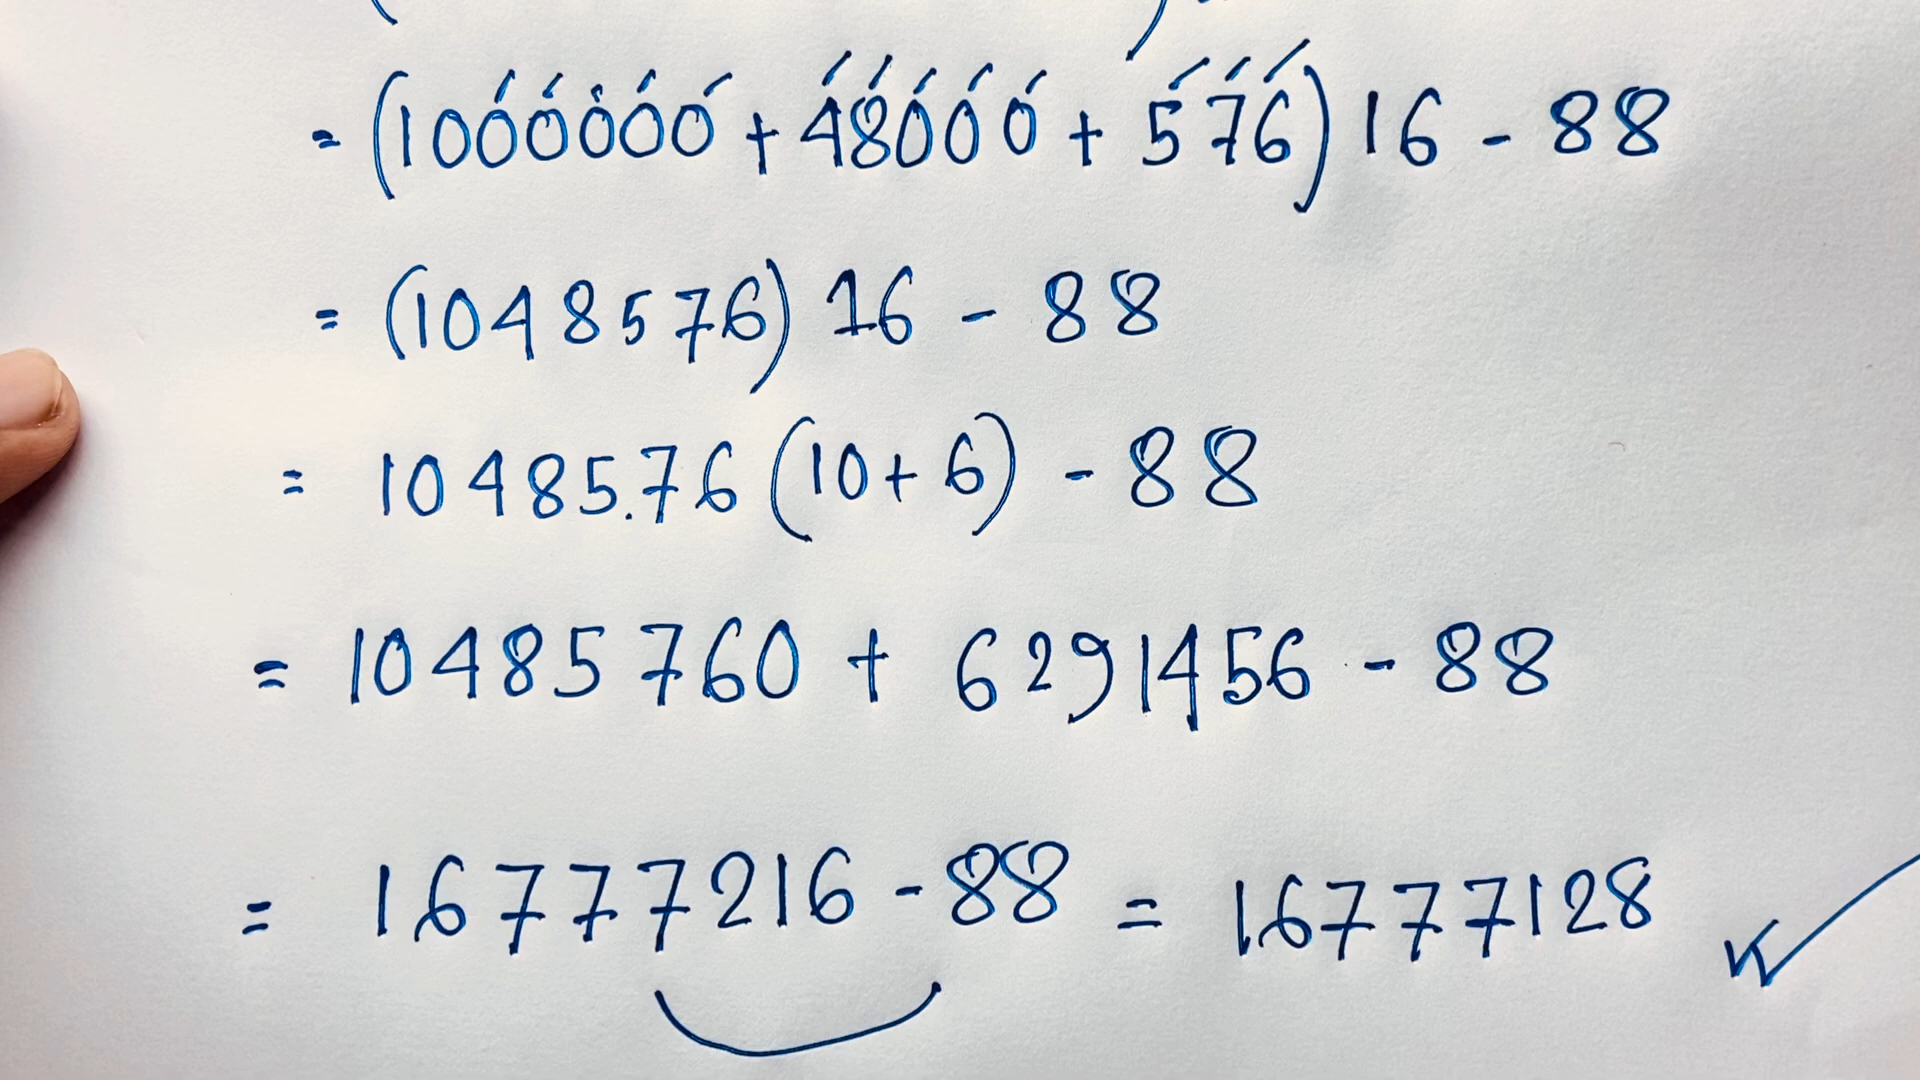 = (1000000 + 48000 + 576) 16 - 88
= (1048576) 16 - 88
= 10485.76 (10 + 6) - 88
= 10485760 + 6291456 - 88
= 16777216 - 88 = 16777128